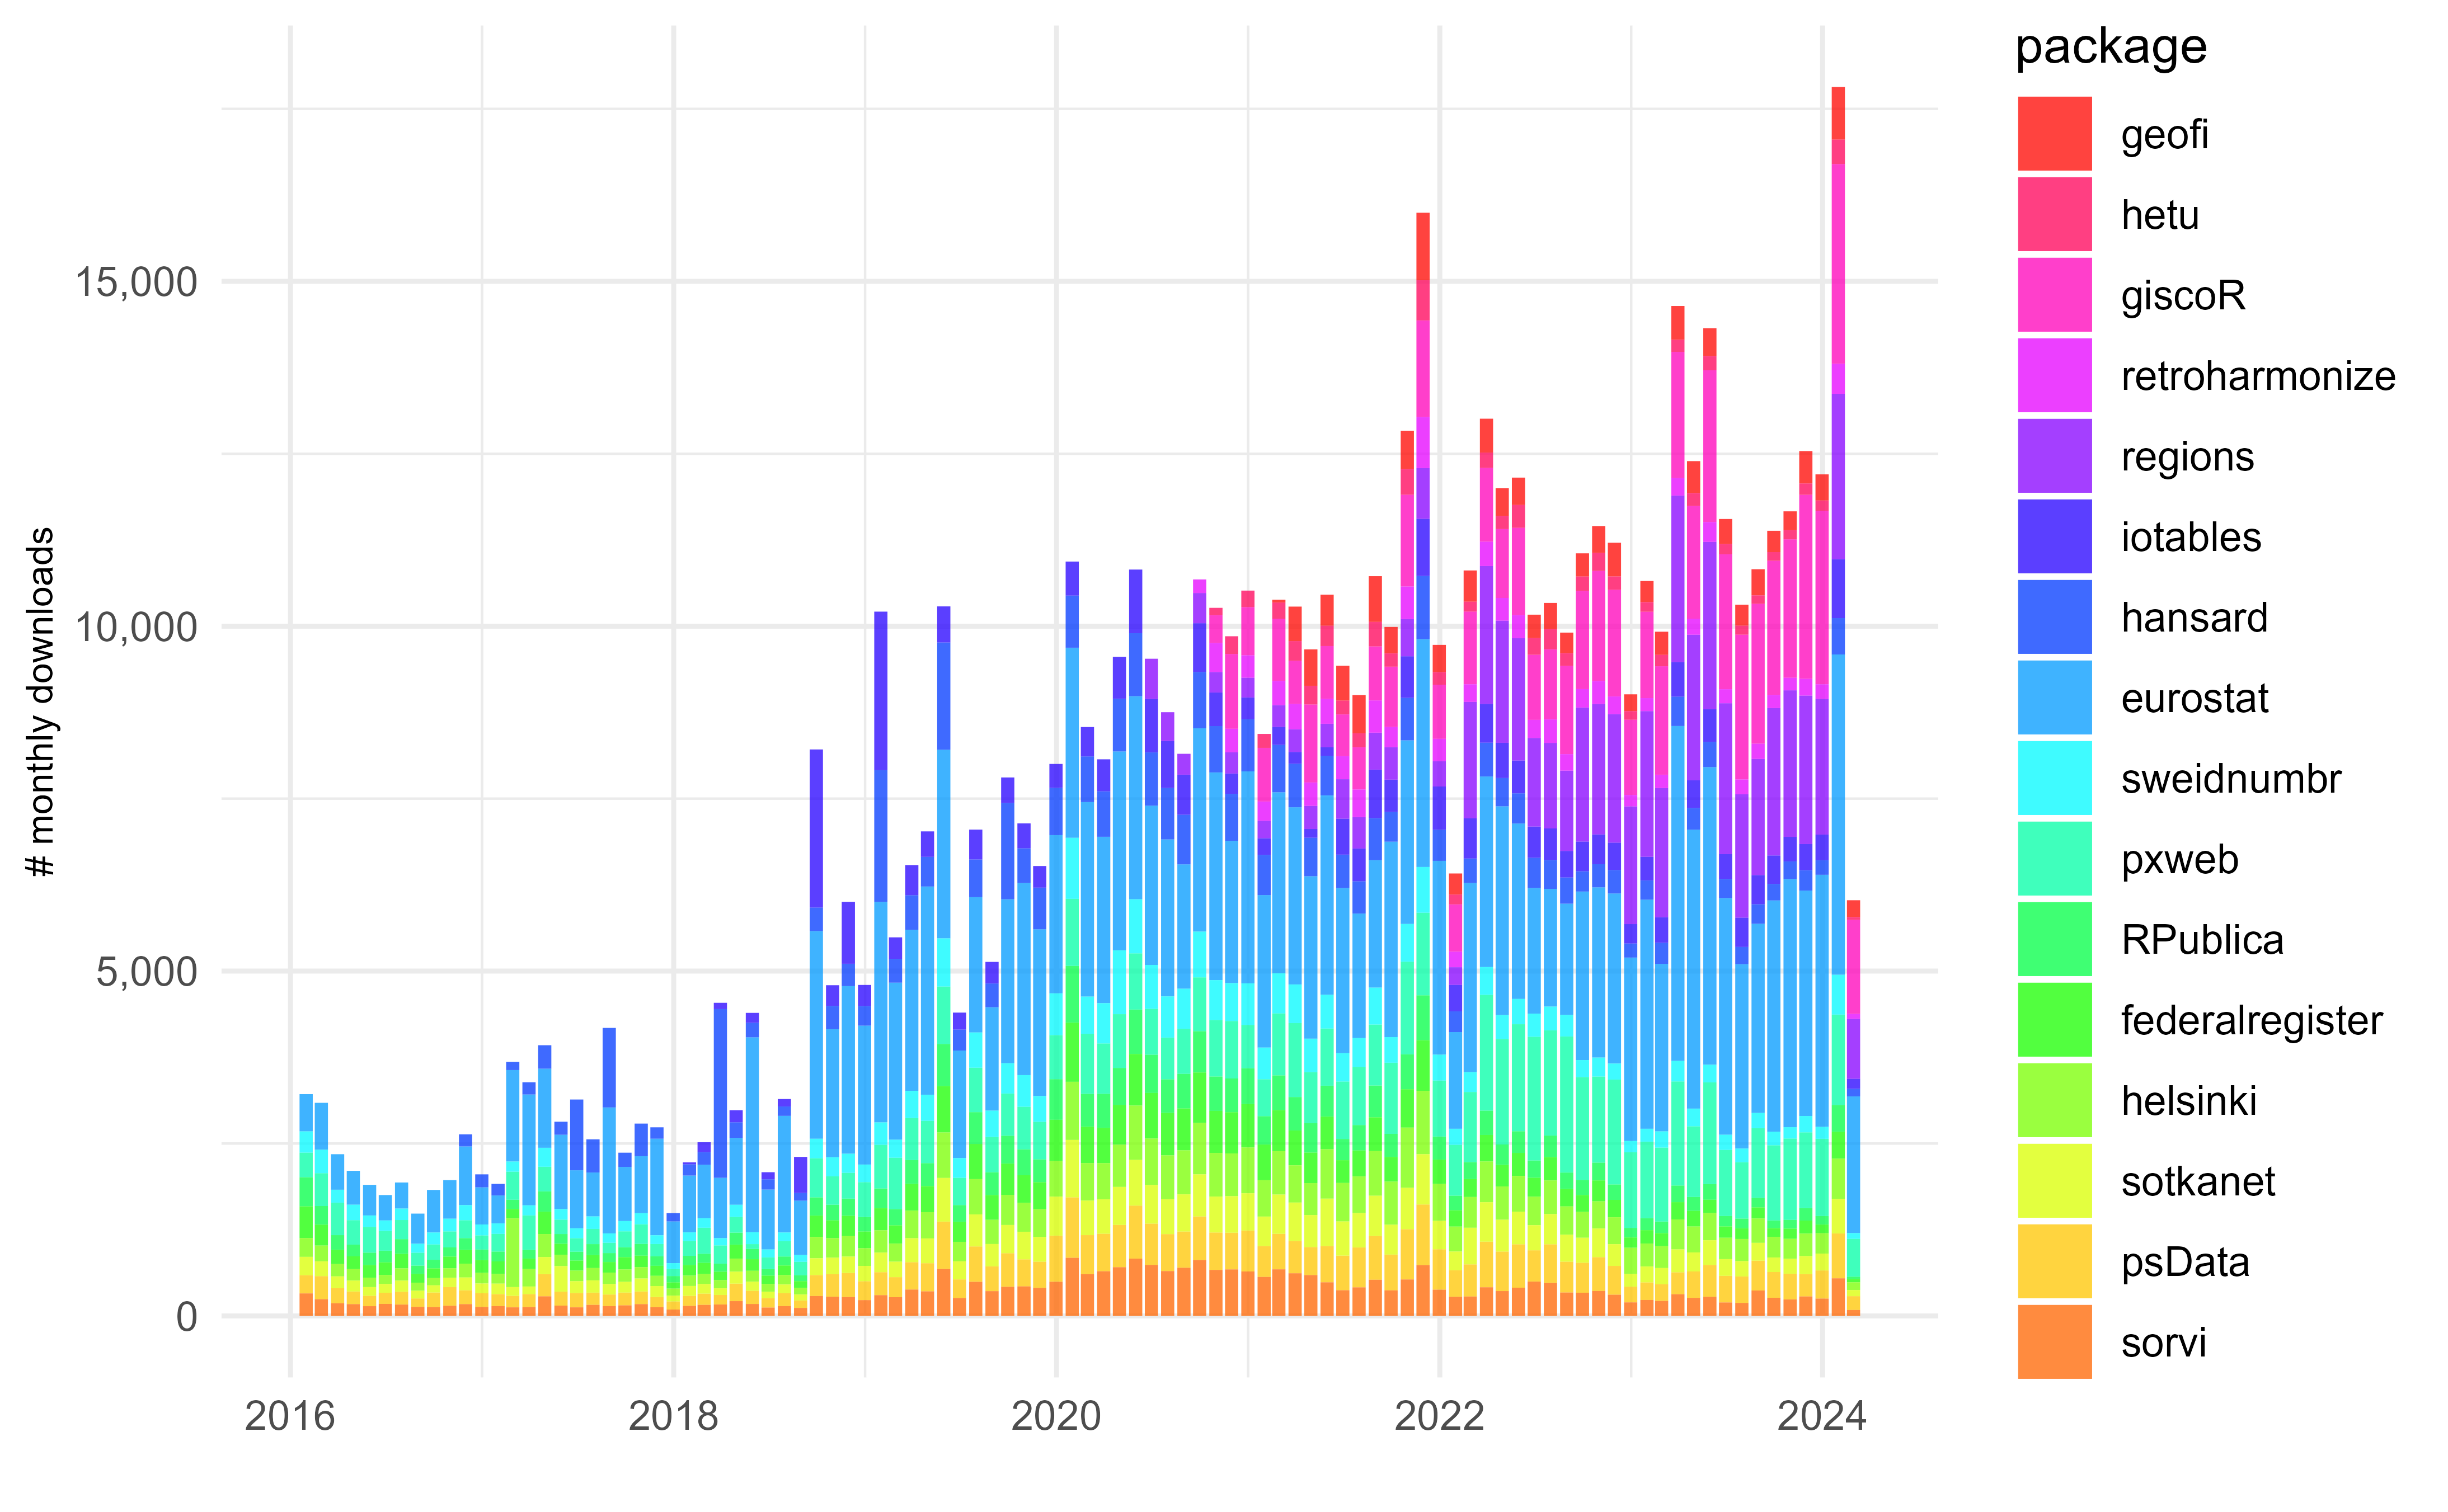 package
geofi
hetu
giscoR
retroharmonize
regions
iotables
hansard
eurostat
sweidnumbr
pxweb
RPublica
federalregister
helsinki
sotkanet
psData
sorvi
# monthly downloads
15,000
10,000
5,000
0
2016 2018 2020 2022 2024